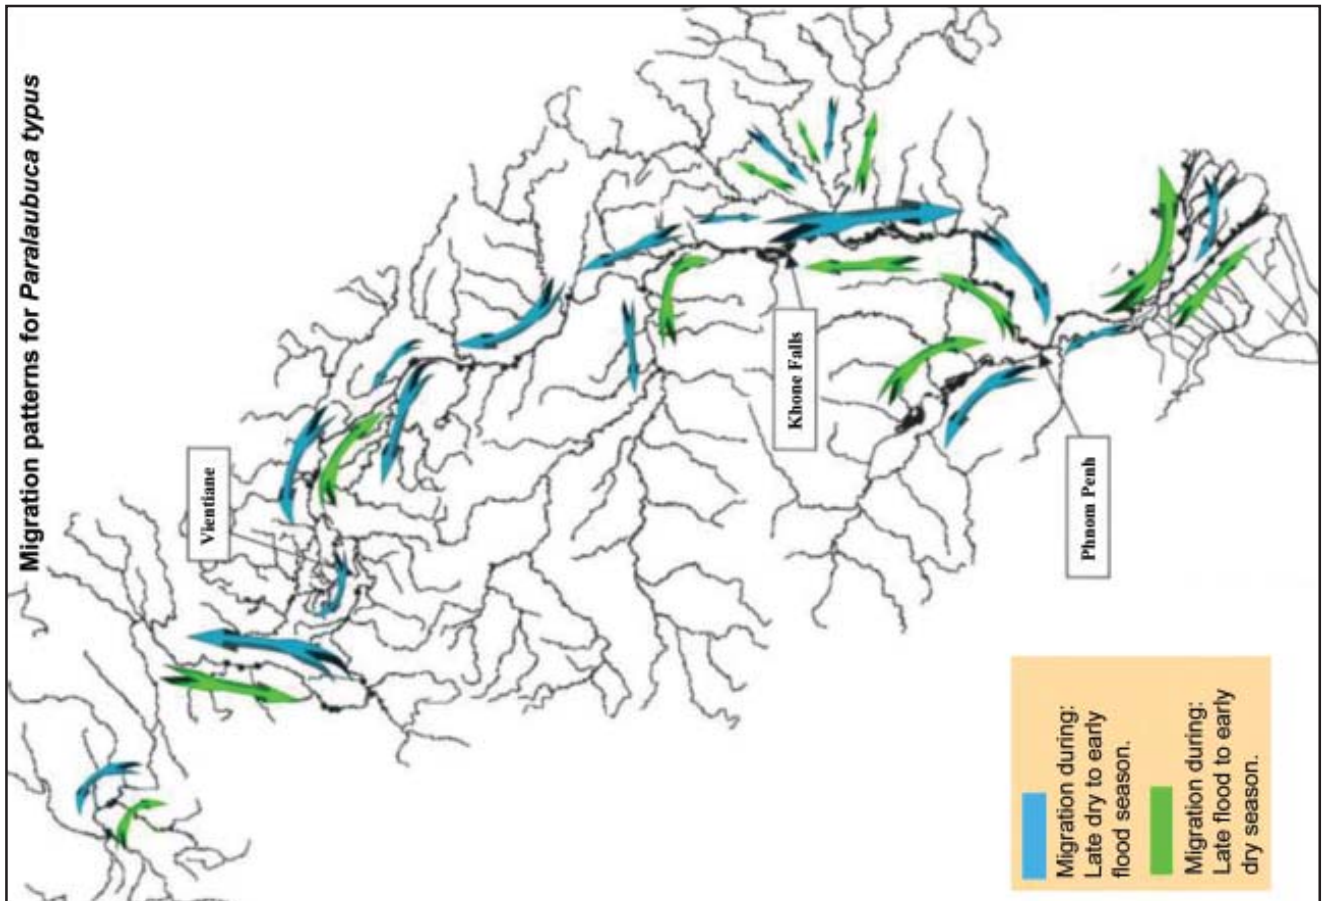 Migration patterns for Paralaubuca typus
Vientiane
Khone Falls
Phnom Penh
Migration during:
Late dry to early
flood season.
Migration during:
Late flood to early
dry season.